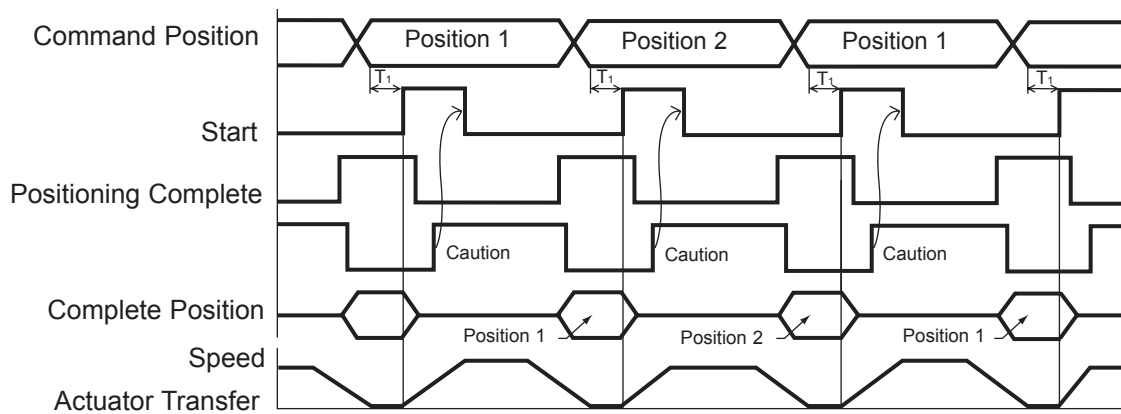 Command Position
Position 1
Position 2
Position 1
T1
T1
T1
T1
Start
Positioning Complete
Caution
Caution
Caution
Complete Position
Position 1
Position 2
Position 1
Speed
Actuator Transfer